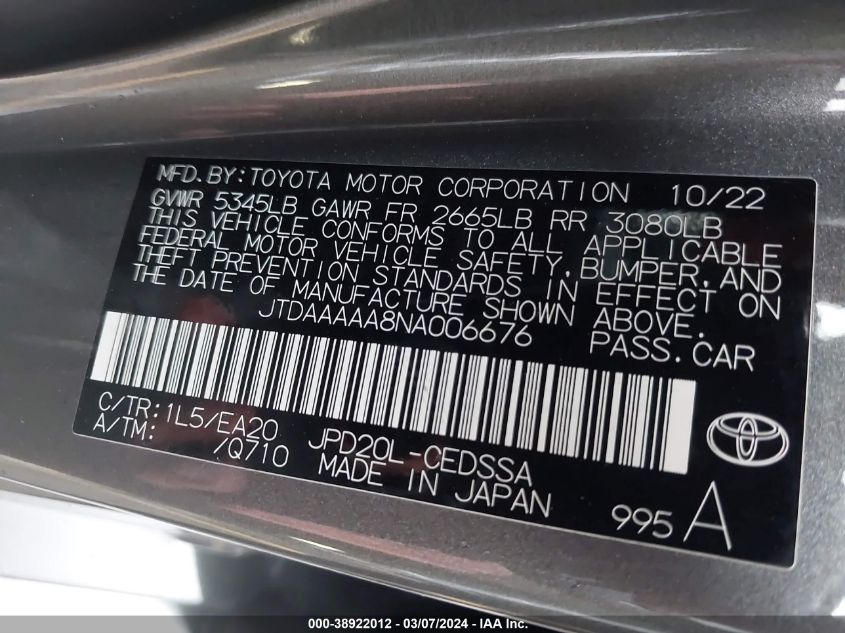 MFD.BY:TOYOTA MOTOR CORPORATION 10/22
GVWR 5345LB GAWR FR 2665LB RR 3080LB
THIS VEHICLE CONFORMS TO ALL APPLICABLE
FEDERAL MOTOR VEHICLE SAFETY,BUMPER,AND
THEFT PREVENTION STANDARDS IN EFFECT ON
THE DATE OF MANUFACTURE SHOWN ABOVE.
JTDAAAAA8NA006676 PASS.CAR
C/TR:1L5/EA20 JPD20L-CEDSSA
A/TM: /Q710 MADE IN JAPAN
995 A
000-38922012 - 03/07/2024 - © IAA Inc.